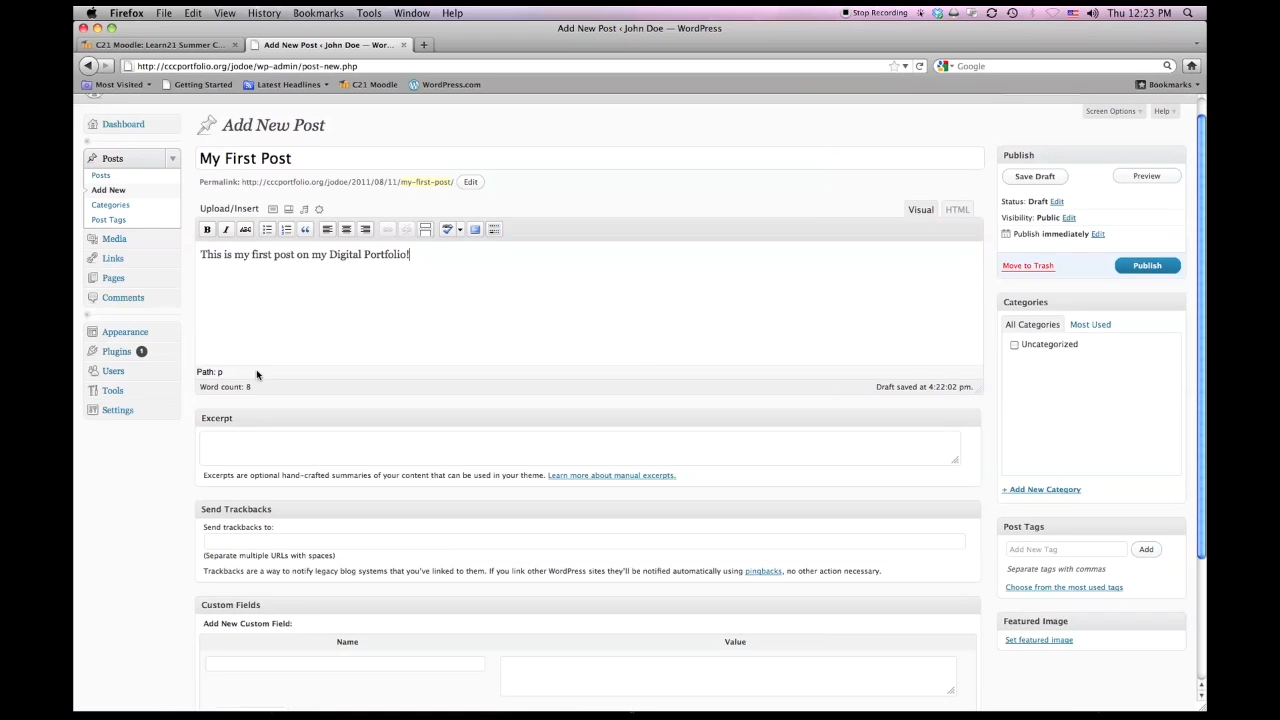 Firefox File Edit View History Bookmarks Tools Window Help Stop Recording Thu 12:23 PM
Add New Post ‹ John Doe — WordPress
C21 Moodle: Learn21 Summer C... Add New Post ‹ John Doe — Wor...
http://cccportfolio.org/jodoe/wp-admin/post-new.php Google
Most Visited Getting Started Latest Headlines C21 Moodle WordPress.com Bookmarks
Screen Options Help
Dashboard
Posts
Posts
Add New
Categories
Post Tags
Media
Links
Pages
Comments
Appearance
Plugins 1
Users
Tools
Settings
Add New Post
My First Post
Permalink: http://cccportfolio.org/jodoe/2011/08/11/my-first-post/ Edit
Upload/Insert Visual HTML
B I ABC
This is my first post on my Digital Portfolio!
Path: p
Word count: 8 Draft saved at 4:22:02 pm.
Excerpt
Excerpts are optional hand-crafted summaries of your content that can be used in your theme. Learn more about manual excerpts.
Send Trackbacks
Send trackbacks to:
(Separate multiple URLs with spaces)
Trackbacks are a way to notify legacy blog systems that you've linked to them. If you link other WordPress sites they'll be notified automatically using pingbacks, no other action necessary.
Custom Fields
Add New Custom Field:
Name Value
Publish
Save Draft Preview
Status: Draft Edit
Visibility: Public Edit
Publish immediately Edit
Move to Trash Publish
Categories
All Categories Most Used
Uncategorized
+ Add New Category
Post Tags
Add New Tag Add
Separate tags with commas
Choose from the most used tags
Featured Image
Set featured image